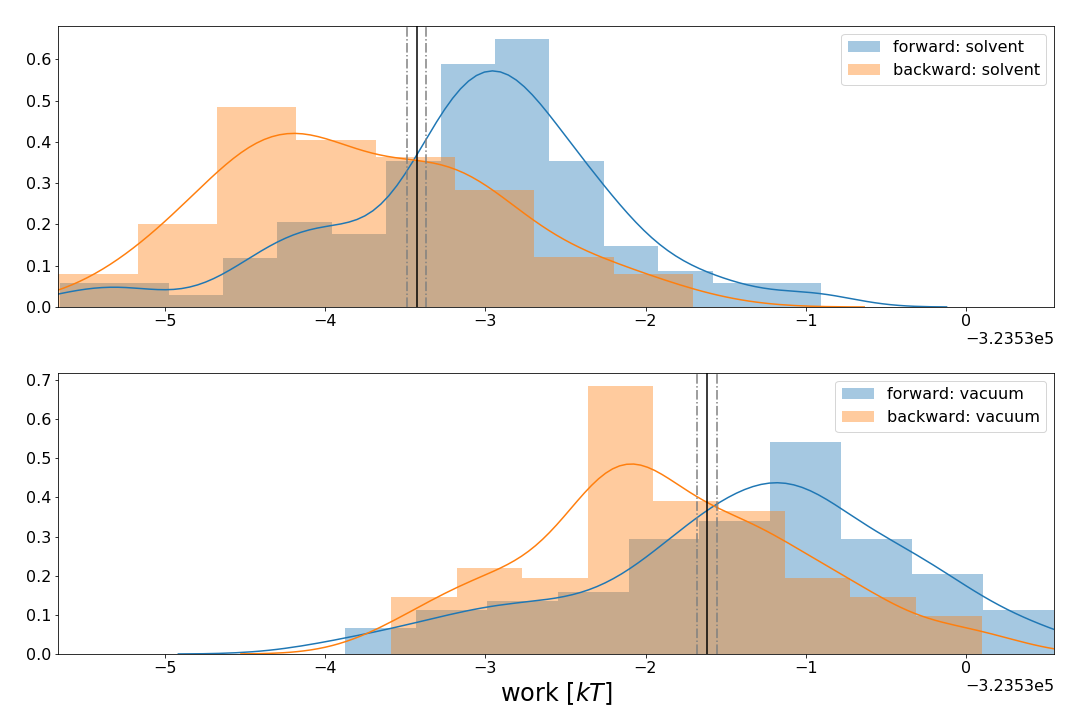 forward: solvent
backward: solvent
0.6
0.5
0.4
0.3
0.2
0.1
0.0
−5 −4 −3 −2 −1 0
−3.2353e5
forward: vacuum
backward: vacuum
0.7
0.6
0.5
0.4
0.3
0.2
0.1
0.0
−5 −4 −3 −2 −1 0
−3.2353e5
work [kT]